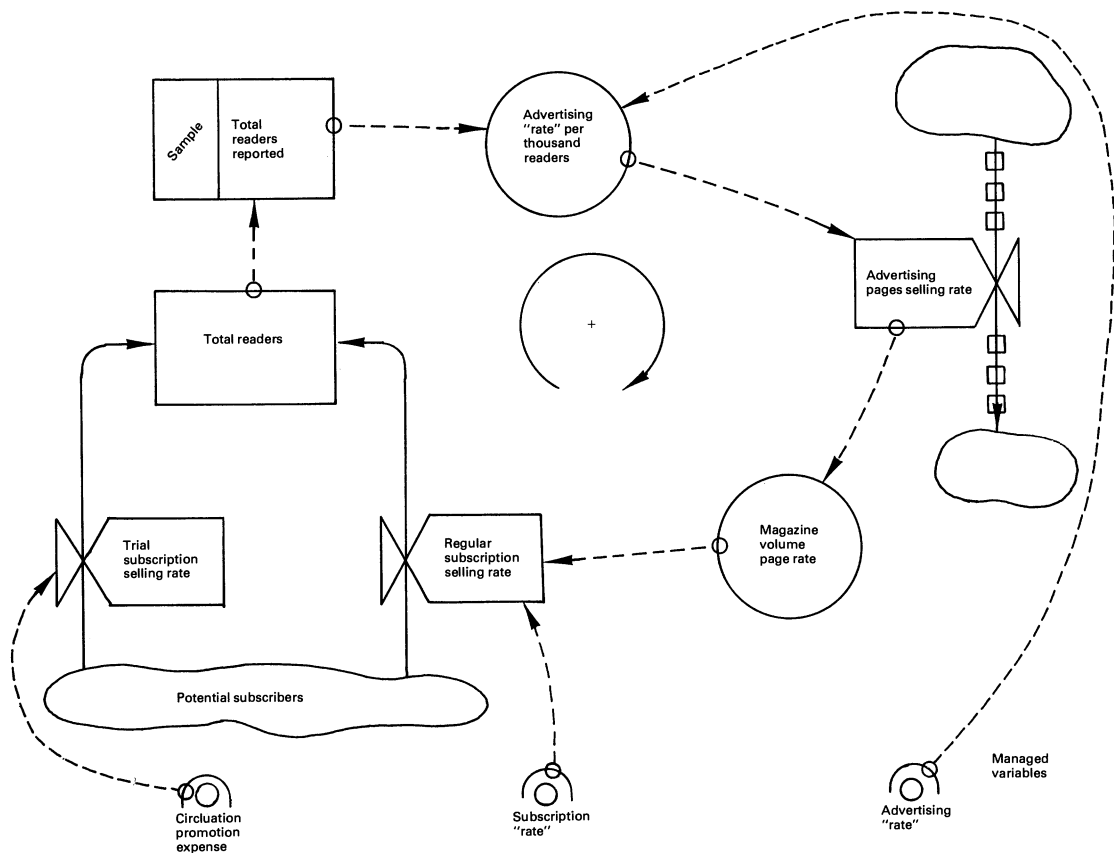 Sample
Total
readers
reported
Advertising
"rate" per
thousand
readers
Advertising
pages selling rate
Total readers
+
Magazine
volume
page rate
Trial
subscription
selling rate
Regular
subscription
selling rate
Potential subscribers
Circluation
promotion
expense
Subscription
"rate"
Advertising
"rate"
Managed
variables